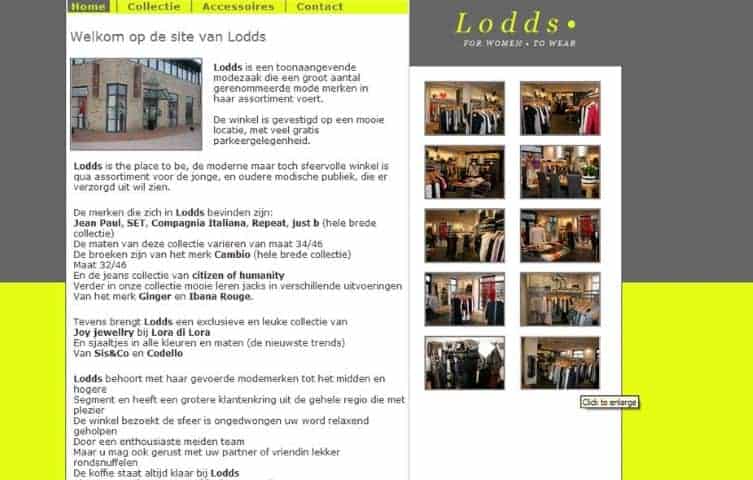 Home | Collectie | Accessoires | Contact
Lodds•
FOR WOMEN • TO WEAR
Welkom op de site van Lodds
Lodds is een toonaangevende
modezaak die een groot aantal
gerenommeerde mode merken in
haar assortiment voert.
De winkel is gevestigd op een mooie
locatie, met veel gratis
parkeergelegenheid.
Lodds is the place to be, de moderne maar toch sfeervolle winkel is
qua assortiment voor de jonge, en oudere modische publiek, die er
verzorgd uit wil zien.
De merken die zich in Lodds bevinden zijn:
Jean Paul, SET, Compagnia Italiana, Repeat, just b (hele brede
collectie)
De maten van deze collectie varieren van maat 34/46
De broeken zijn van het merk Cambio (hele brede collectie)
Maat 32/46
En de jeans collectie van citizen of humanity
Verder in onze collectie mooie leren jacks in verschillende uitvoeringen
Van het merk Ginger en Ibana Rouge.
Tevens brengt Lodds een exclusieve en leuke collectie van
Joy jewellry bij Lora di Lora
En sjaaltjes in alle kleuren en maten (de nieuwste trends)
Van Sis&Co en Codello
Lodds behoort met haar gevoerde modemerken tot het midden en
hogere
Segment en heeft een grotere klantenkring uit de gehele regio die met
plezier
De winkel bezoekt de sfeer is ongedwongen uw word relaxend
geholpen
Door een enthousiaste meiden team
Maar u mag ook gerust met uw partner of vriendin lekker
rondsnuffelen
De koffie staat altijd klaar bij Lodds
Click to enlarge